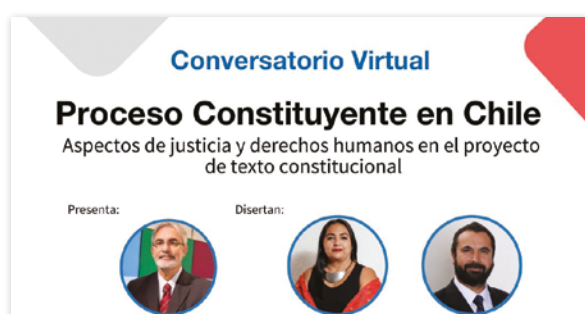 Conversatorio Virtual
Proceso Constituyente en Chile
Aspectos de justicia y derechos humanos en el proyecto
de texto constitucional
Presenta:
Disertan: